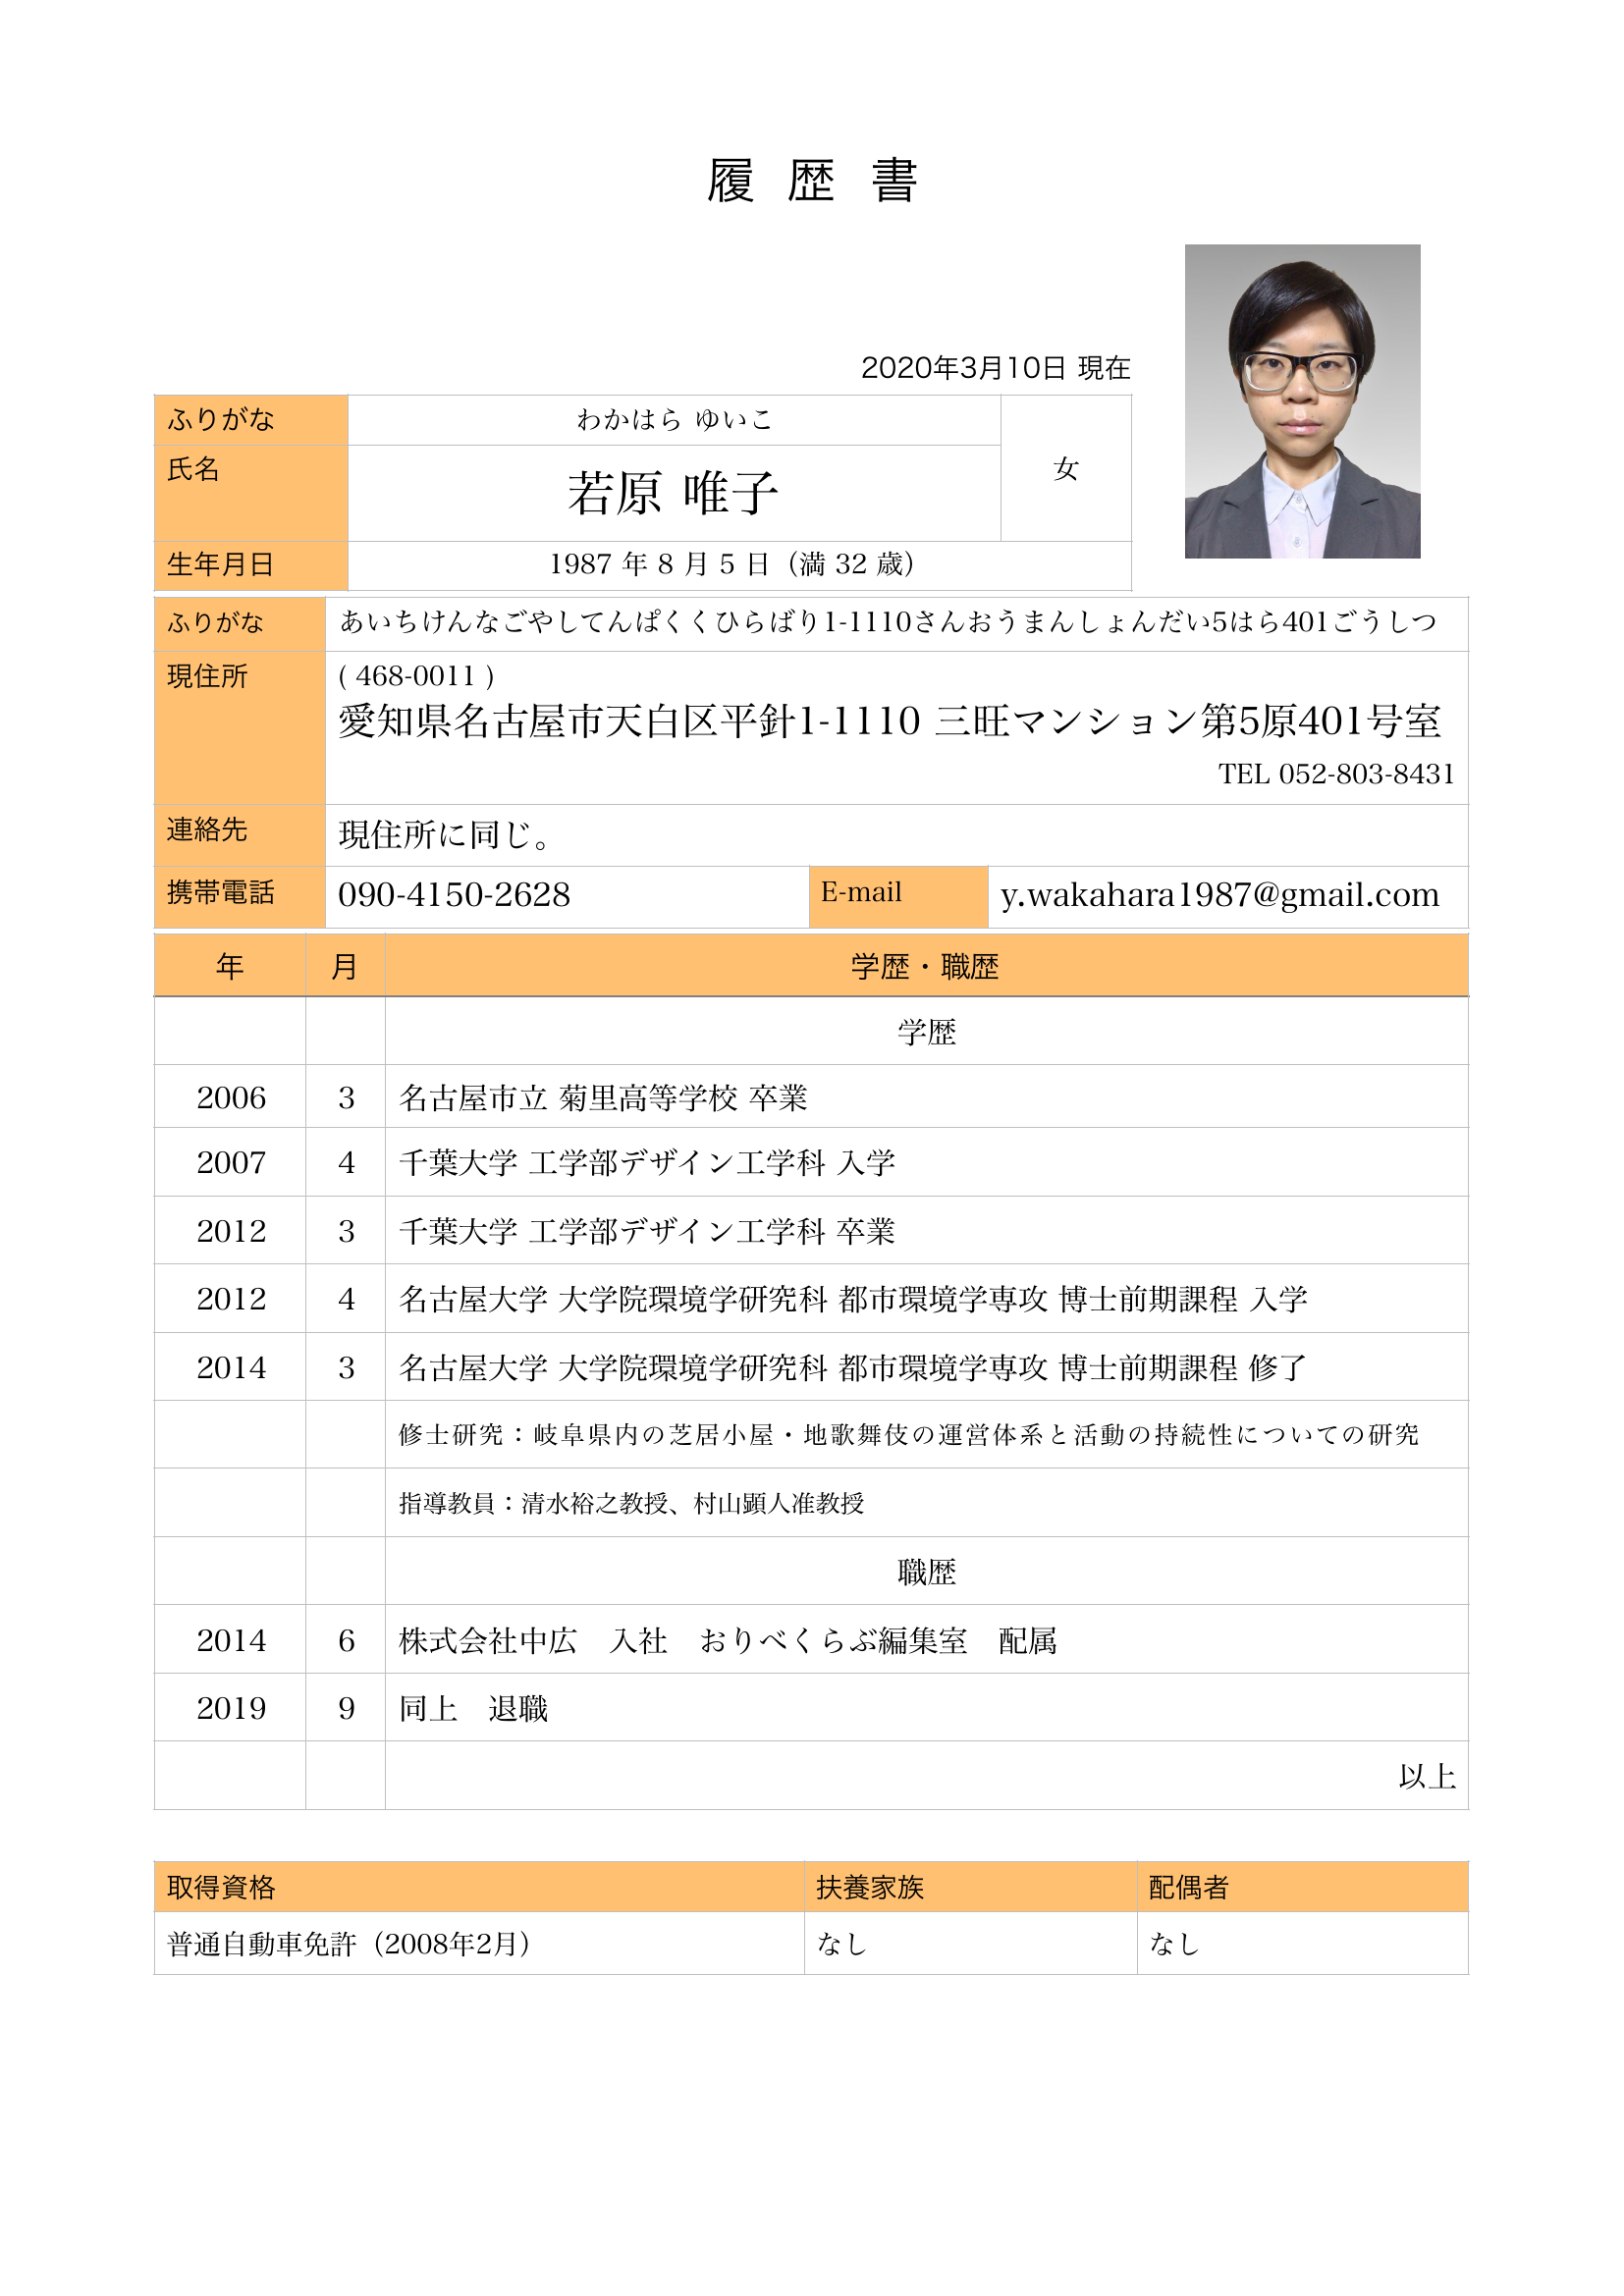 履 歴 書
2020年3月10日 現在
ふりがな わかはら ゆいこ
氏名 若原 唯子 女
生年月日 1987 年 8 月 5 日（満 32 歳）
ふりがな あいちけんなごやしてんぱくくひらばり1-1110さんおうまんしょんだい5はら401ごうしつ
現住所 ( 468-0011 )
愛知県名古屋市天白区平針1-1110 三旺マンション第5原401号室
TEL 052-803-8431
連絡先 現住所に同じ。
携帯電話 090-4150-2628 E-mail y.wakahara1987@gmail.com
年 月 学歴・職歴
学歴
2006 3 名古屋市立 菊里高等学校 卒業
2007 4 千葉大学 工学部デザイン工学科 入学
2012 3 千葉大学 工学部デザイン工学科 卒業
2012 4 名古屋大学 大学院環境学研究科 都市環境学専攻 博士前期課程 入学
2014 3 名古屋大学 大学院環境学研究科 都市環境学専攻 博士前期課程 修了
修士研究：岐阜県内の芝居小屋・地歌舞伎の運営体系と活動の持続性についての研究
指導教員：清水裕之教授、村山顕人准教授
職歴
2014 6 株式会社中広　入社　おりべくらぶ編集室　配属
2019 9 同上　退職
以上
取得資格 扶養家族 配偶者
普通自動車免許（2008年2月） なし なし